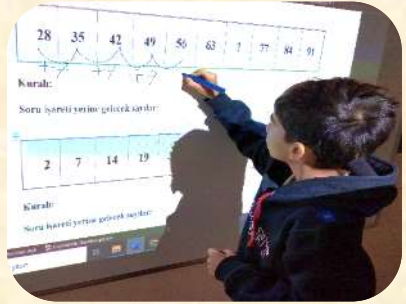 28 35 42 49 56 63 ? 77 84 91
+7 +7 +7
Kuralı:
Soru işareti yerine gelecek sayılar:
2 7 14 19
Kuralı:
Soru işareti yerine gelecek sayılar: